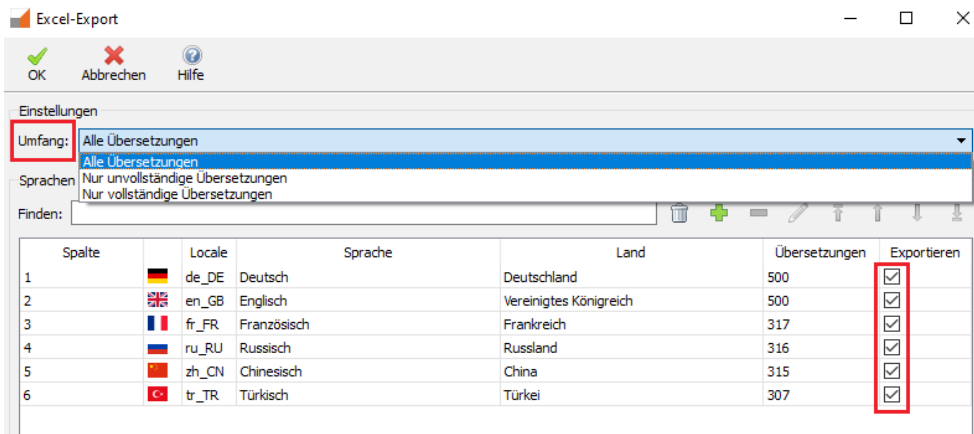 Excel-Export
OK Abbrechen Hilfe
Einstellungen
Umfang: Alle Übersetzungen
Alle Übersetzungen
Sprachen Nur unvollständige Übersetzungen
Nur vollständige Übersetzungen
Finden:
Spalte Locale Sprache Land Übersetzungen Exportieren
1 de_DE Deutsch Deutschland 500
2 en_GB Englisch Vereinigtes Königreich 500
3 fr_FR Französisch Frankreich 317
4 ru_RU Russisch Russland 316
5 zh_CN Chinesisch China 315
6 tr_TR Türkisch Türkei 307